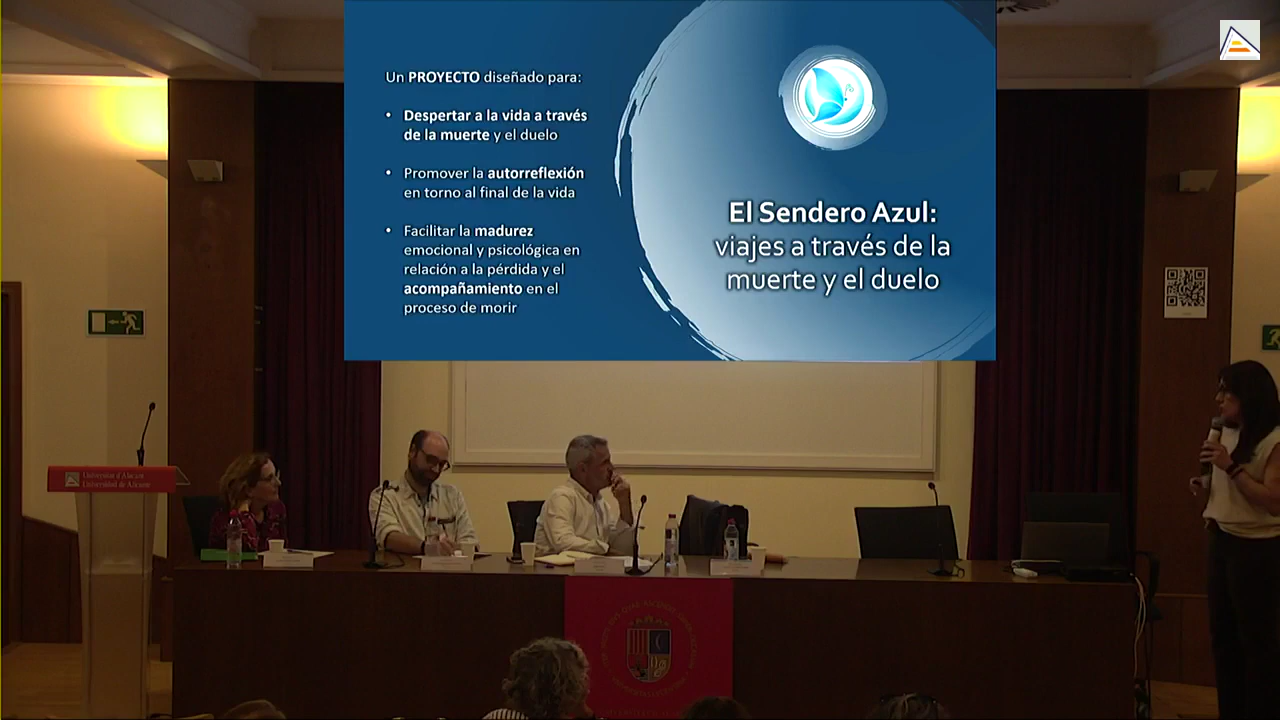 Un PROYECTO diseñado para:
• Despertar a la vida a través
de la muerte y el duelo
• Promover la autorreflexión
en torno al final de la vida
• Facilitar la madurez
emocional y psicológica en
relación a la pérdida y el
acompañamiento en el
proceso de morir
El Sendero Azul:
viajes a través de la
muerte y el duelo
Universitat d'Alacant
Universidad de Alicante